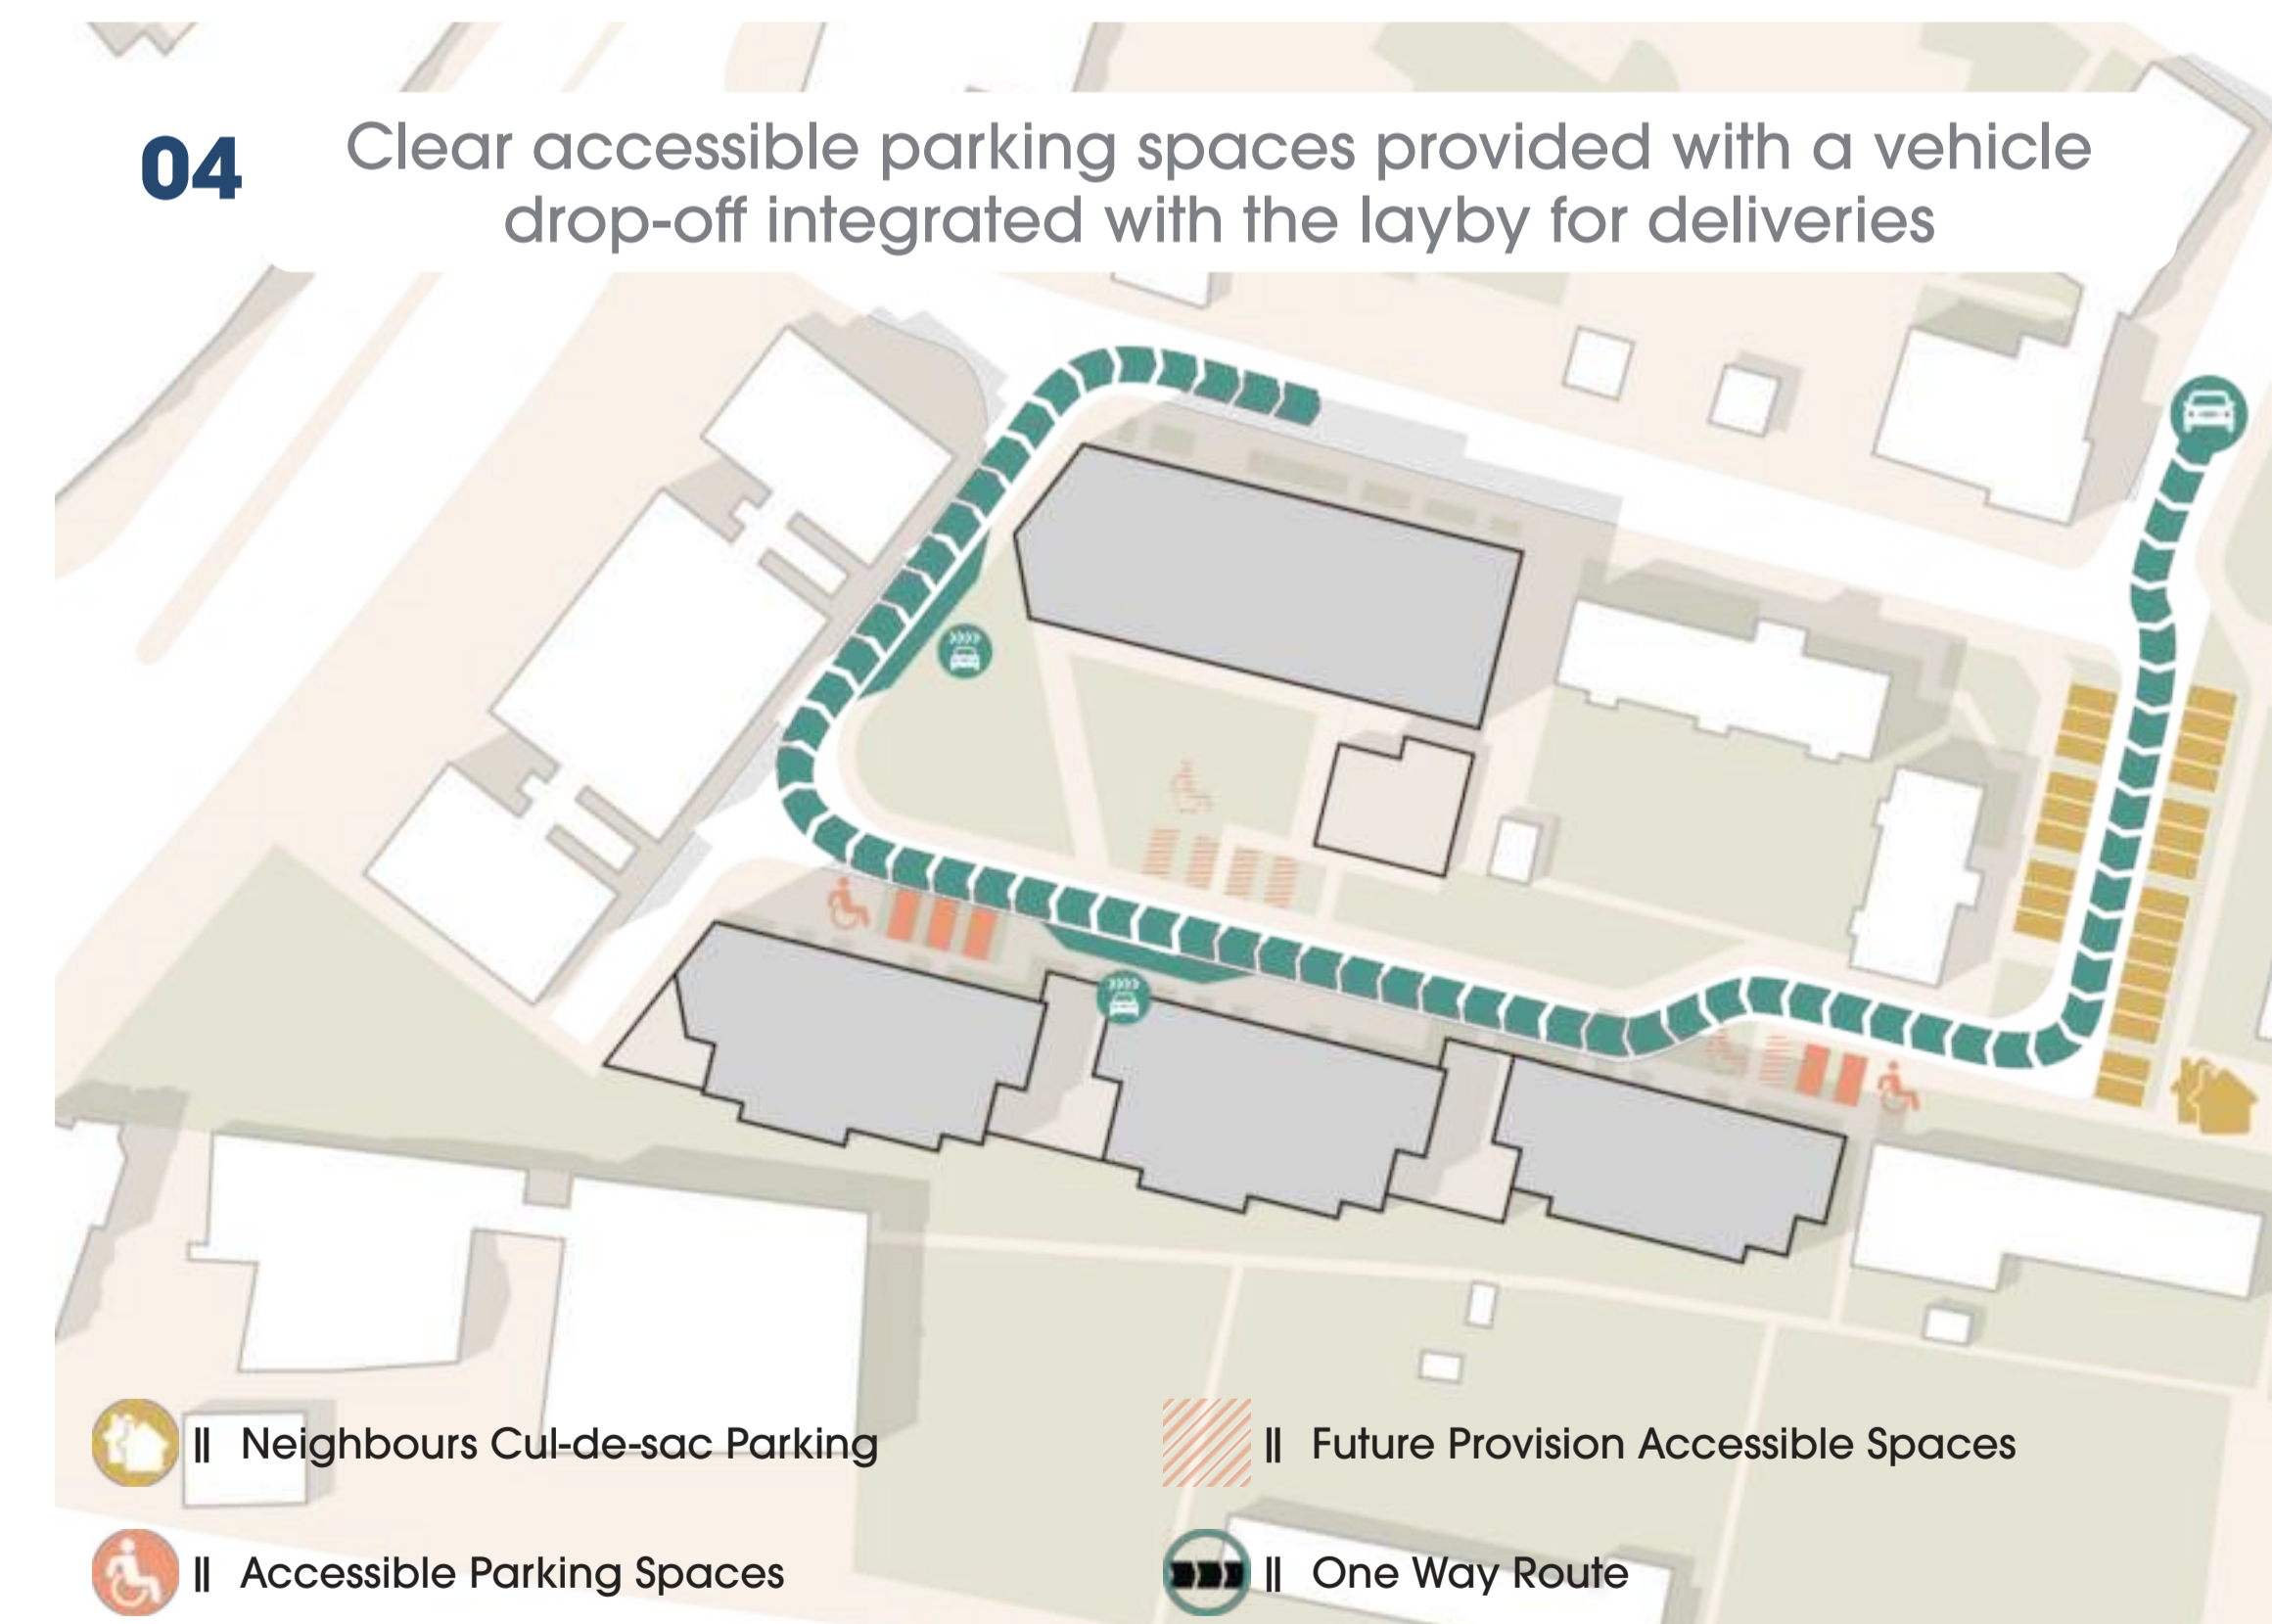 04
Clear accessible parking spaces provided with a vehicle
drop-off integrated with the layby for deliveries
|| Neighbours Cul-de-sac Parking
|| Accessible Parking Spaces
|| Future Provision Accessible Spaces
|| One Way Route